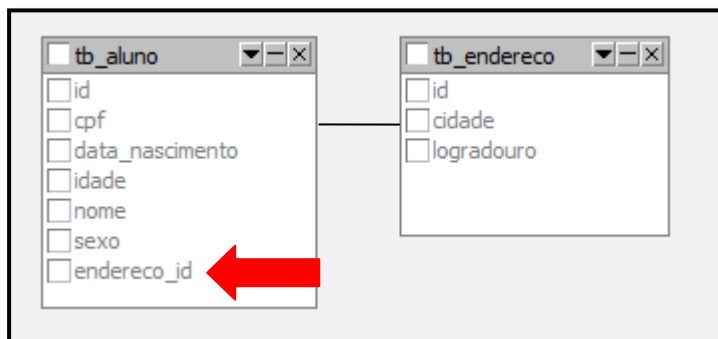 tb_aluno
id
cpf
data_nascimento
idade
nome
sexo
endereco_id
tb_endereco
id
cidade
logradouro